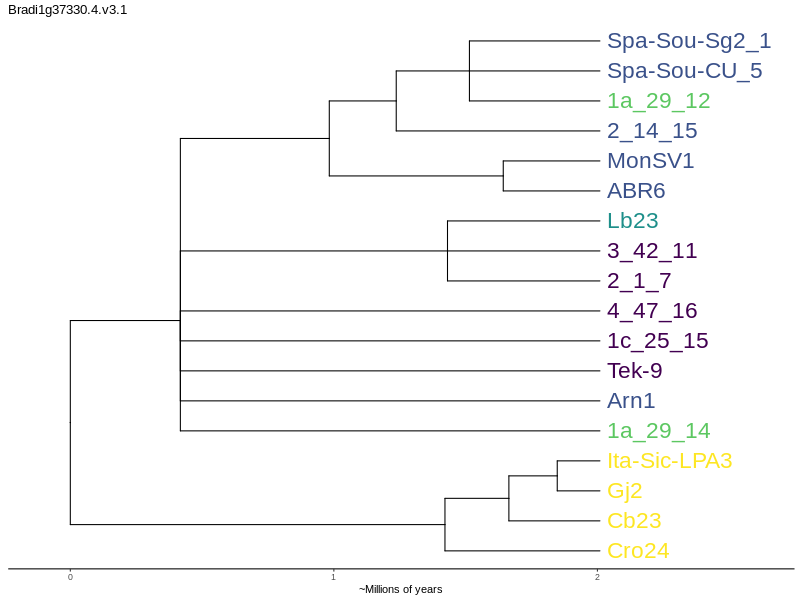 Bradi1g37330.4.v3.1
Spa-Sou-Sg2_1
Spa-Sou-CU_5
1a_29_12
2_14_15
MonSV1
ABR6
Lb23
3_42_11
2_1_7
4_47_16
1c_25_15
Tek-9
Arn1
1a_29_14
Ita-Sic-LPA3
Gj2
Cb23
Cro24
0 1 2
~Millions of years